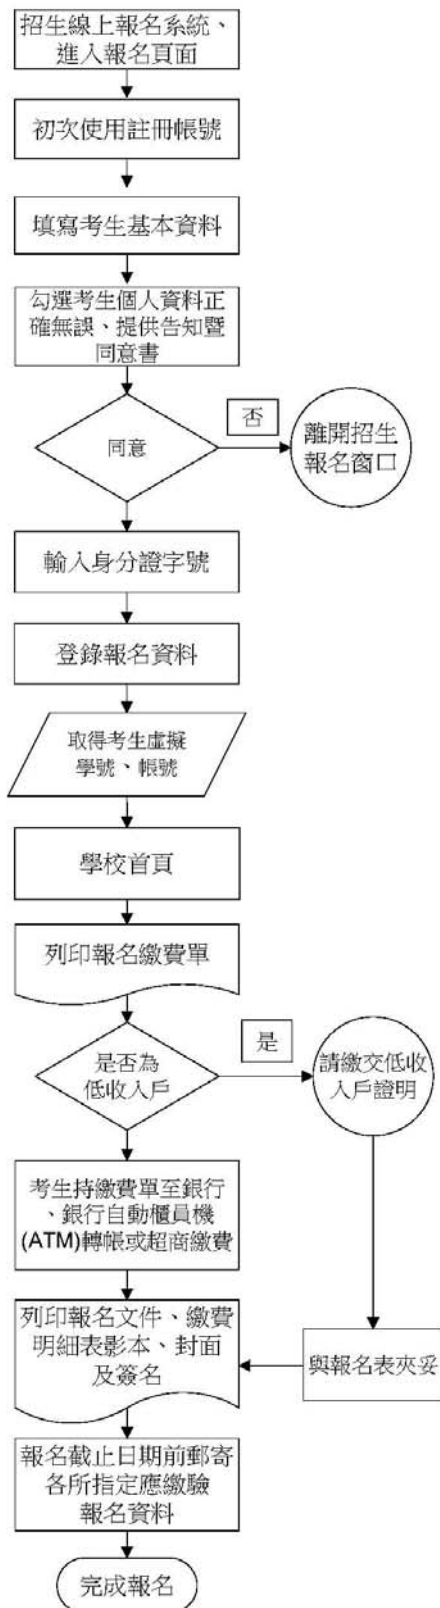 招生線上報名系統、
進入報名頁面
初次使用註冊帳號
填寫考生基本資料
勾選考生個人資料正
確無誤、提供告知暨
同意書
同意
否
離開招生
報名窗口
輸入身分證字號
登錄報名資料
取得考生虛擬
學號、帳號
學校首頁
列印報名繳費單
是否為
低收入戶
是
請繳交低收
入戶證明
考生持繳費單至銀行
、銀行自動櫃員機
(ATM)轉帳或超商繳費
列印報名文件、繳費
明細表影本、封面
及簽名
與報名表夾妥
報名截止日期前郵寄
各所指定應繳驗
報名資料
完成報名